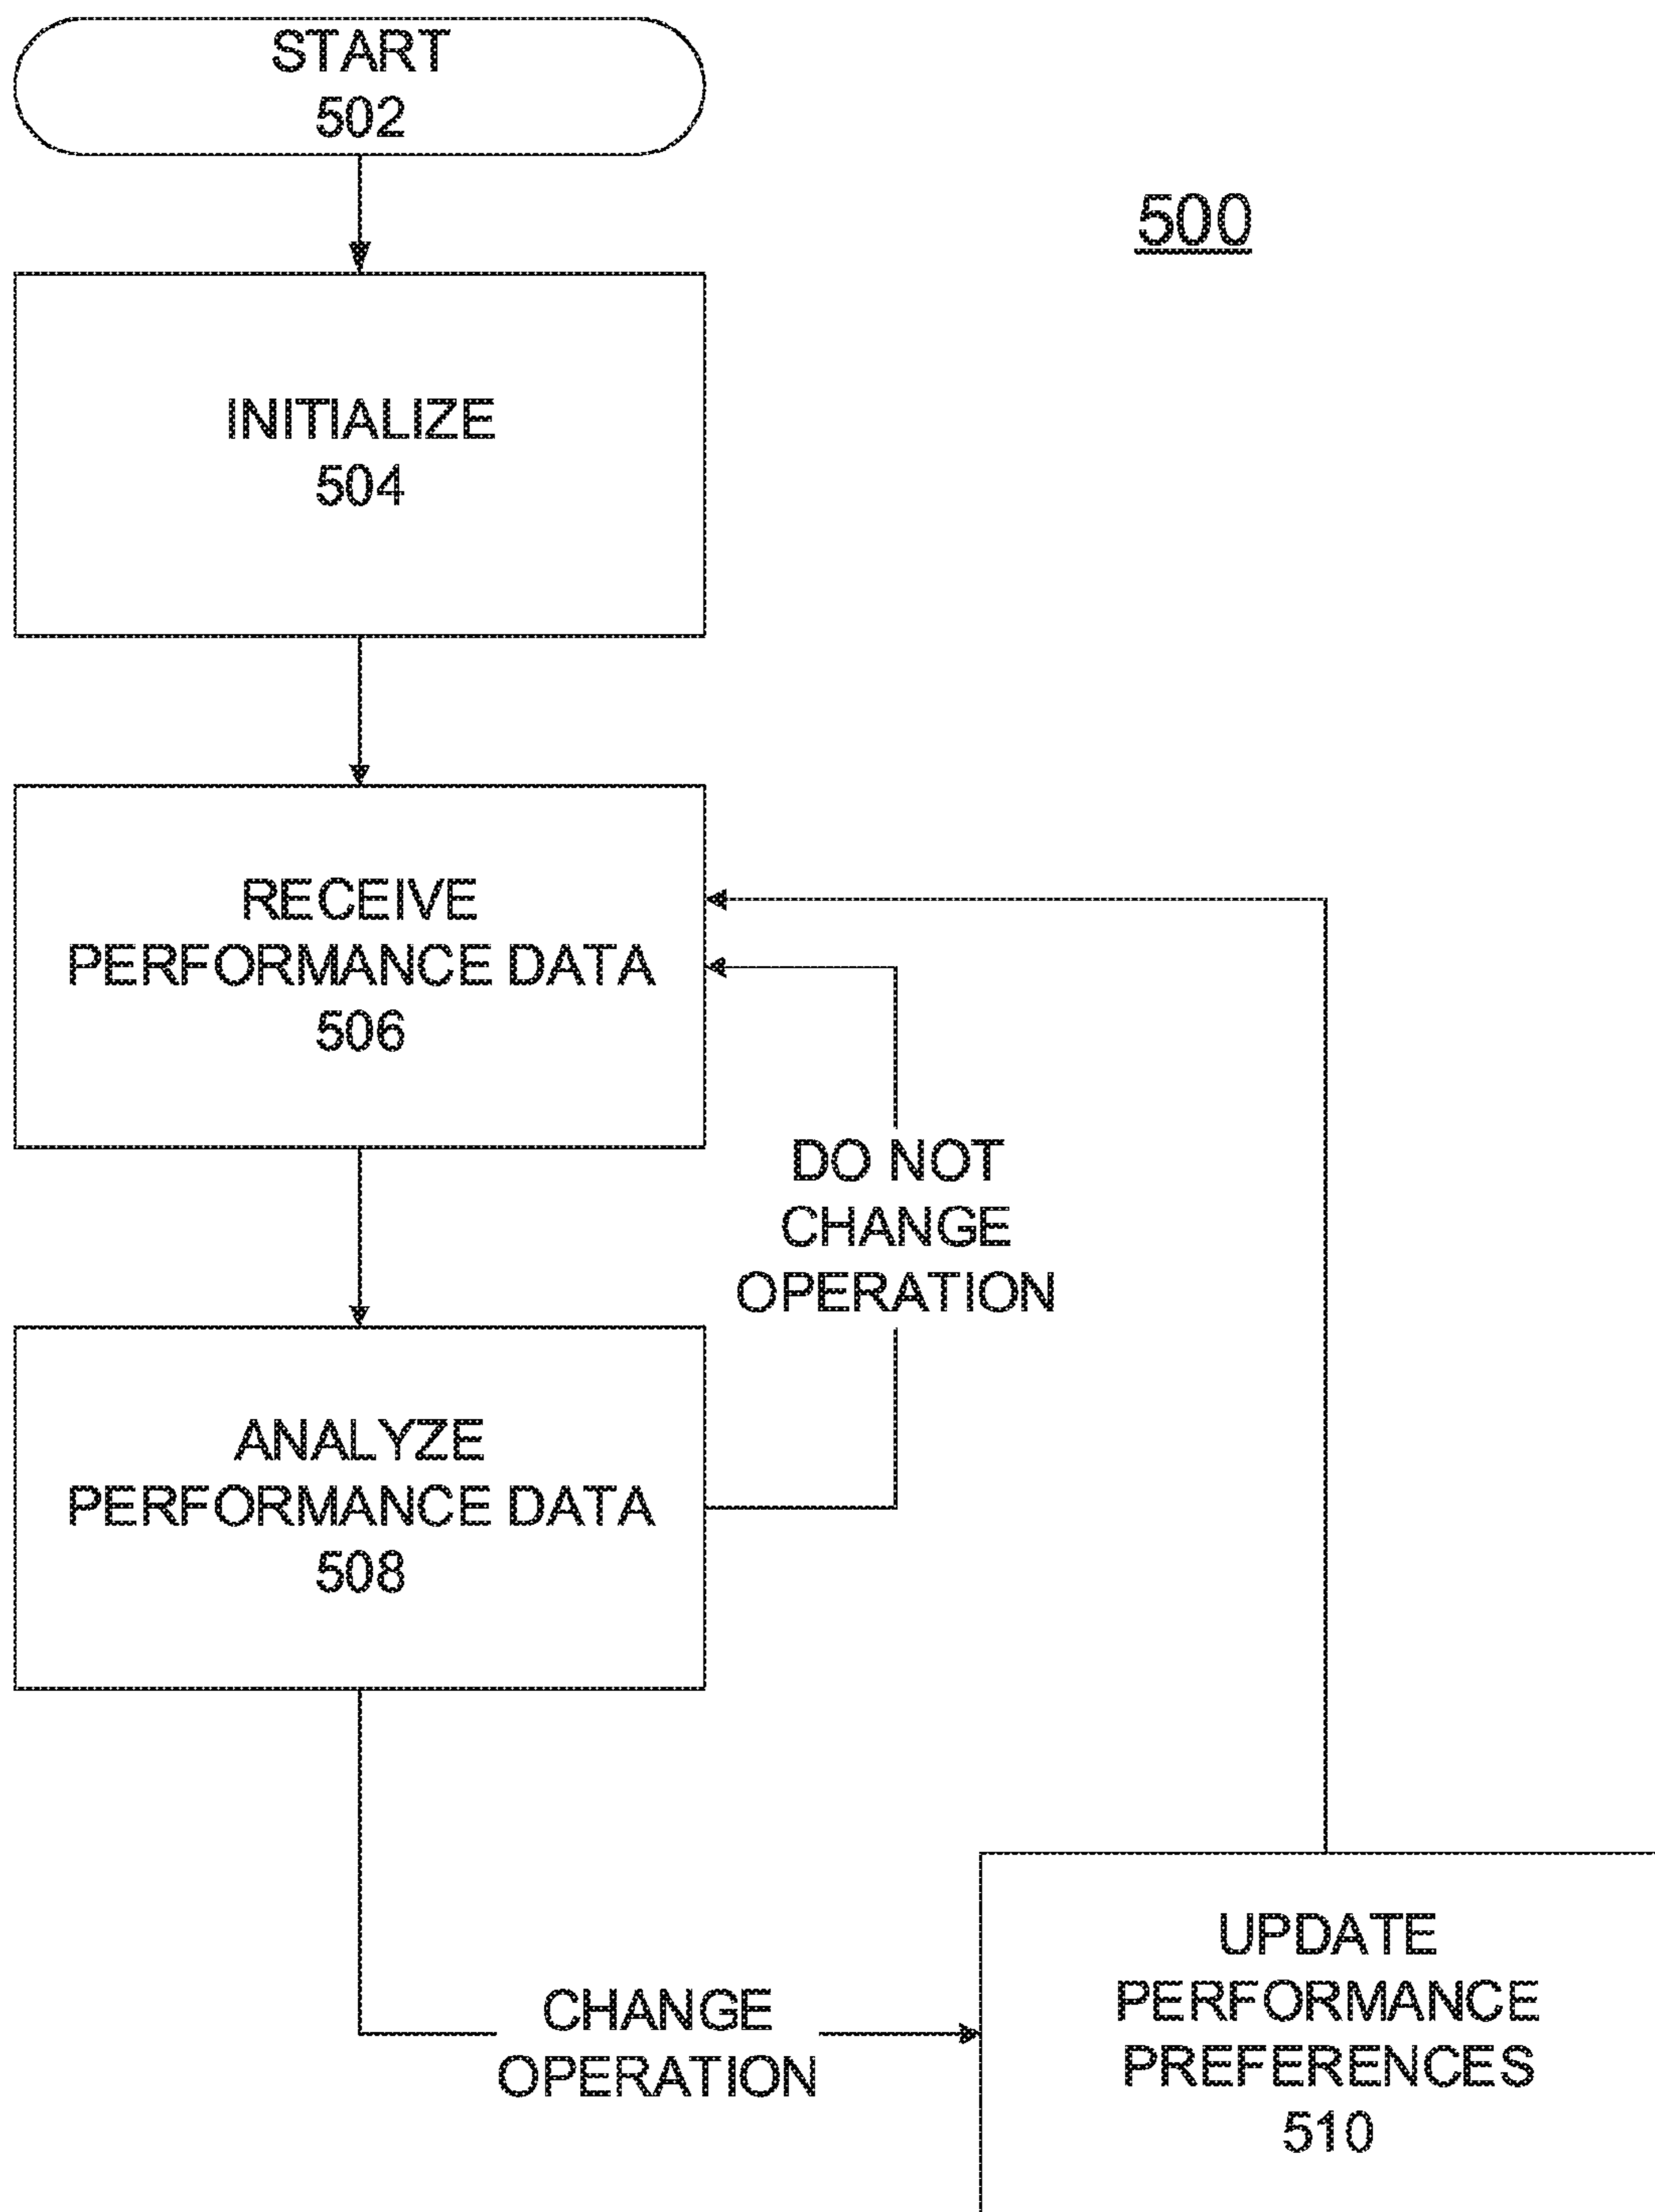 START
502
500
INITIALIZE
504
RECEIVE
PERFORMANCE DATA
506
DO NOT
CHANGE
OPERATION
ANALYZE
PERFORMANCE DATA
508
CHANGE
OPERATION
UPDATE
PERFORMANCE
PREFERENCES
510